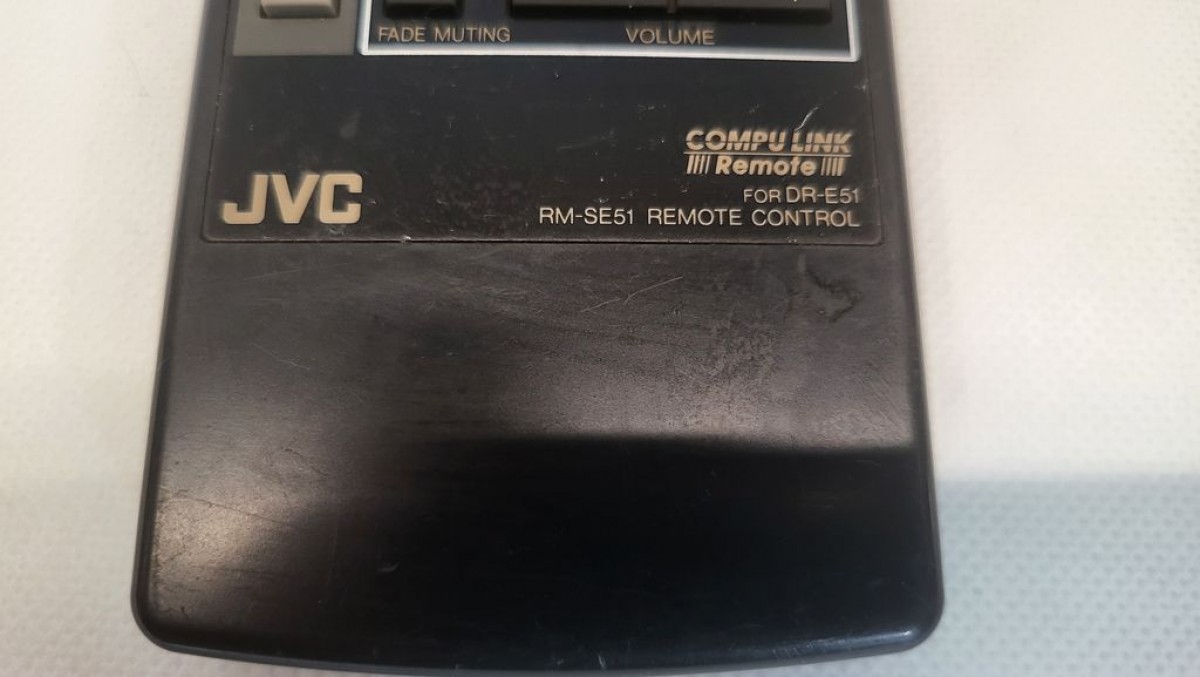 FADE MUTING VOLUME
COMPU LINK
Remote
JVC
FOR DR-E51
RM-SE51 REMOTE CONTROL